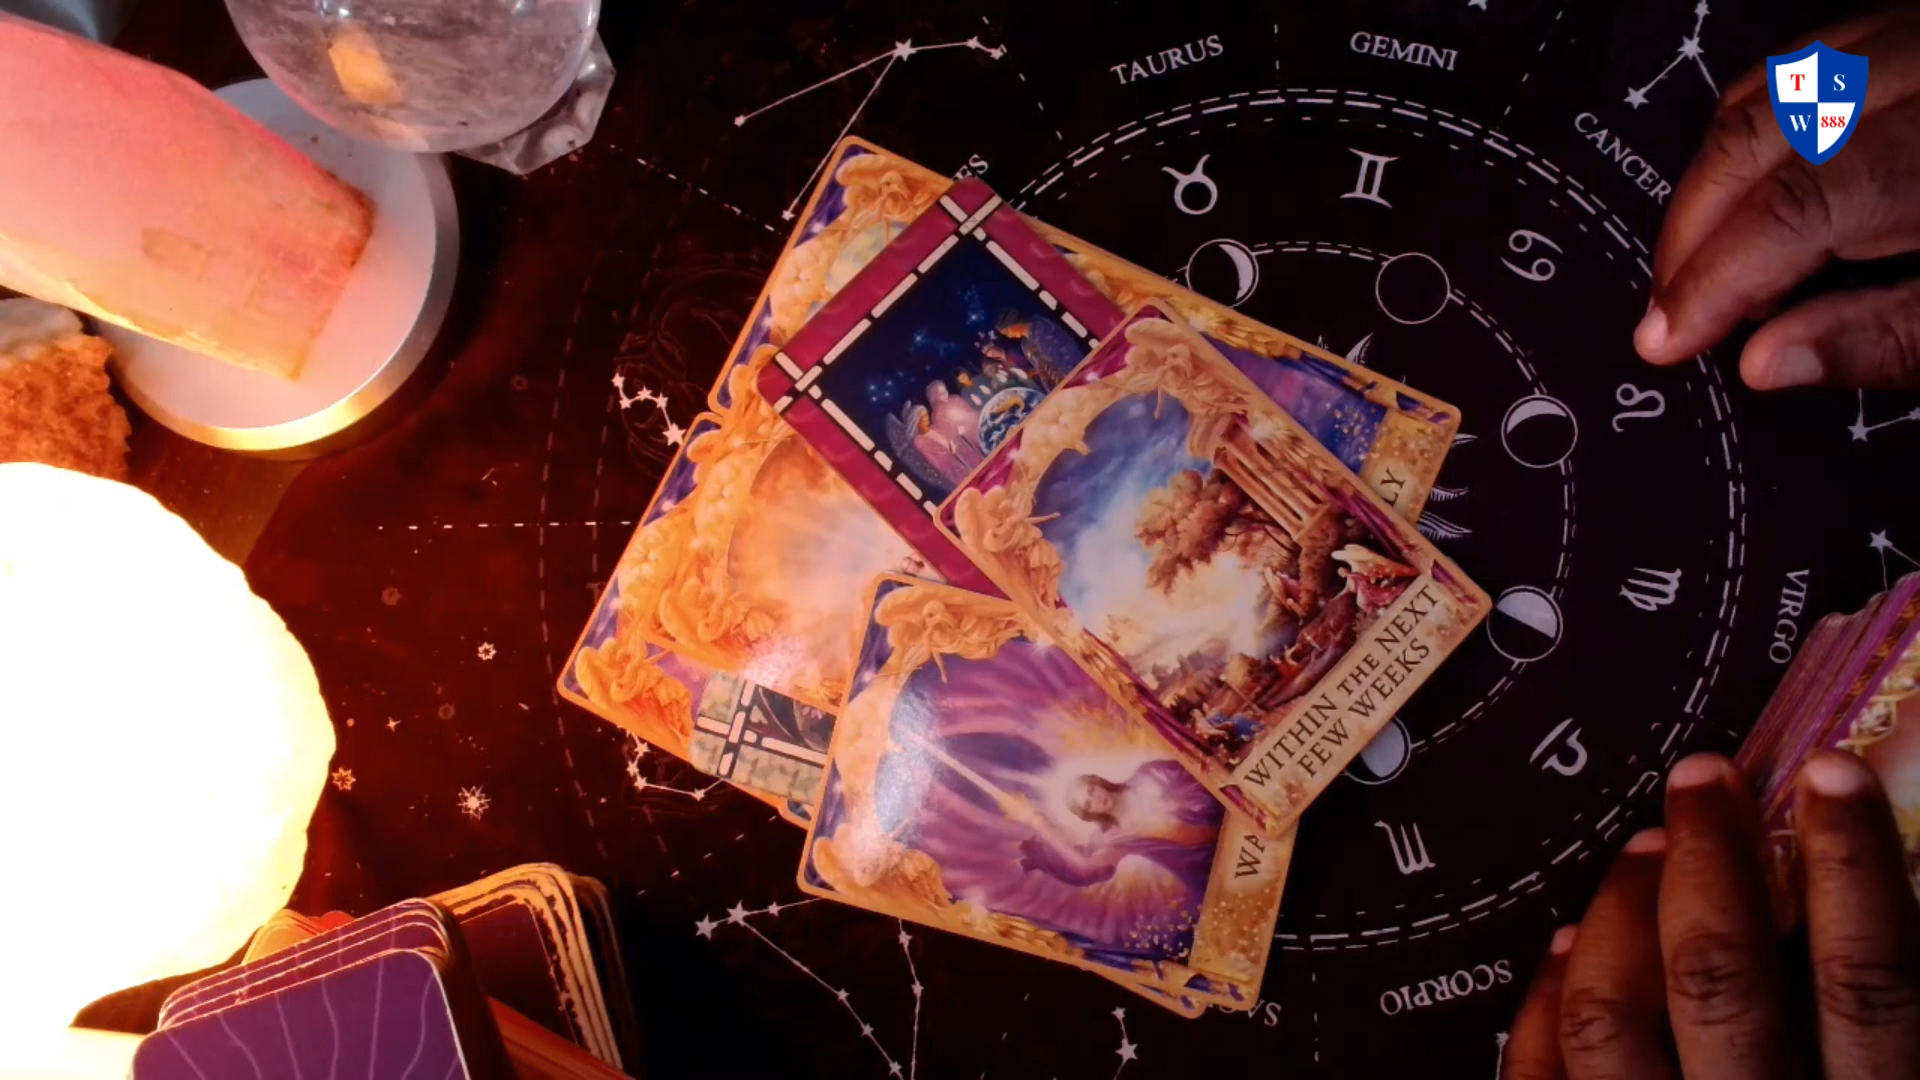 TAURUS
GEMINI
CANCER
T S
W 888
VIRGO
WITHIN THE NEXT
FEW WEEKS
SCORPIO